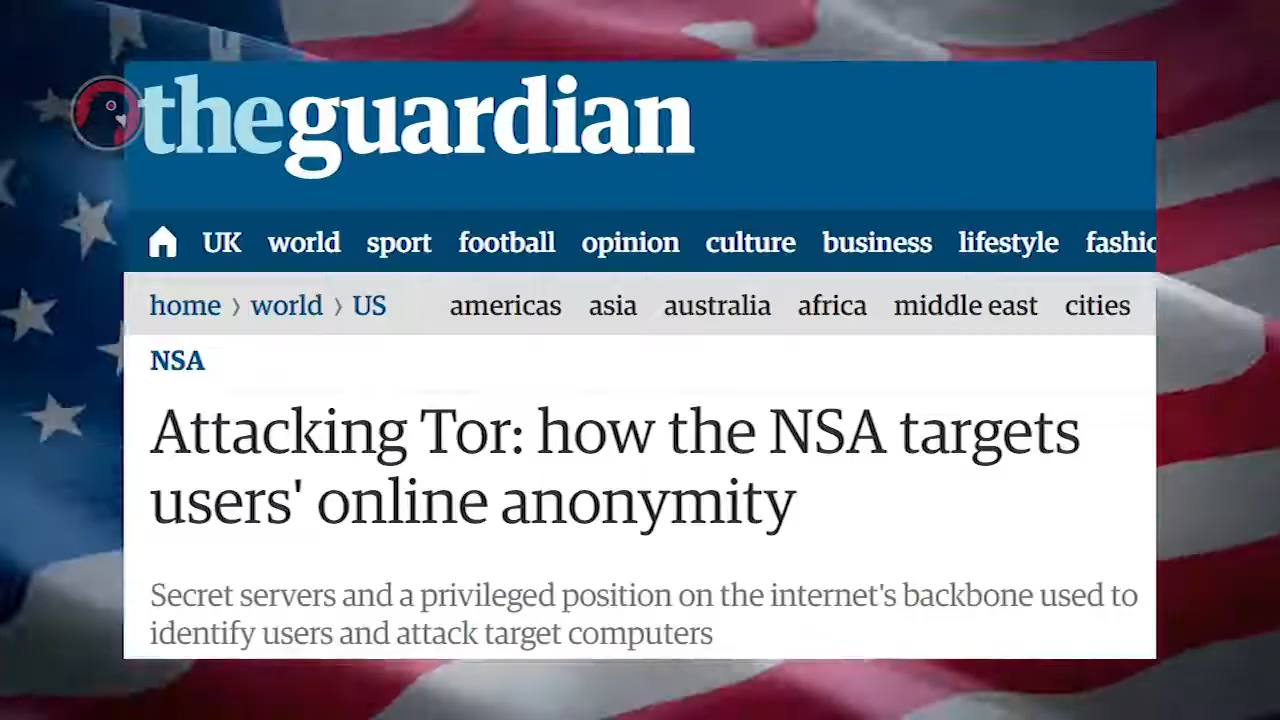 theguardian
UK world sport football opinion culture business lifestyle fashio
home › world › US americas asia australia africa middle east cities
NSA
Attacking Tor: how the NSA targets
users' online anonymity
Secret servers and a privileged position on the internet's backbone used to
identify users and attack target computers